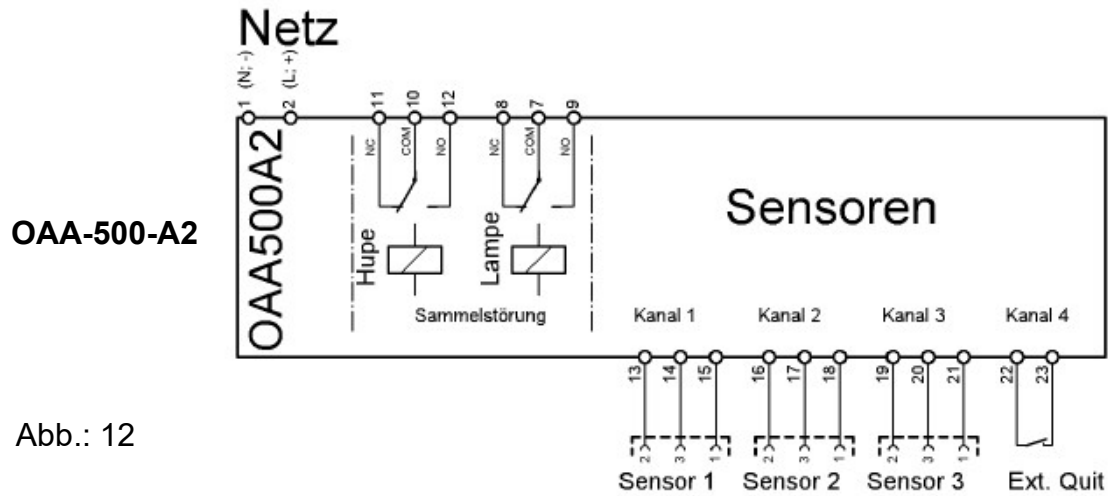 Netz
1 (N; -)
2 (L; +)
11 10 12 8 7 9
NC COM NO NC COM NO
OAA-500-A2
OAA500A2
Hupe
Lampe
Sensoren
Sammelstörung
Kanal 1 Kanal 2 Kanal 3 Kanal 4
13 14 15 16 17 18 19 20 21 22 23
2 3 1 2 3 1 2 3 1
Sensor 1 Sensor 2 Sensor 3 Ext. Quit
Abb.: 12